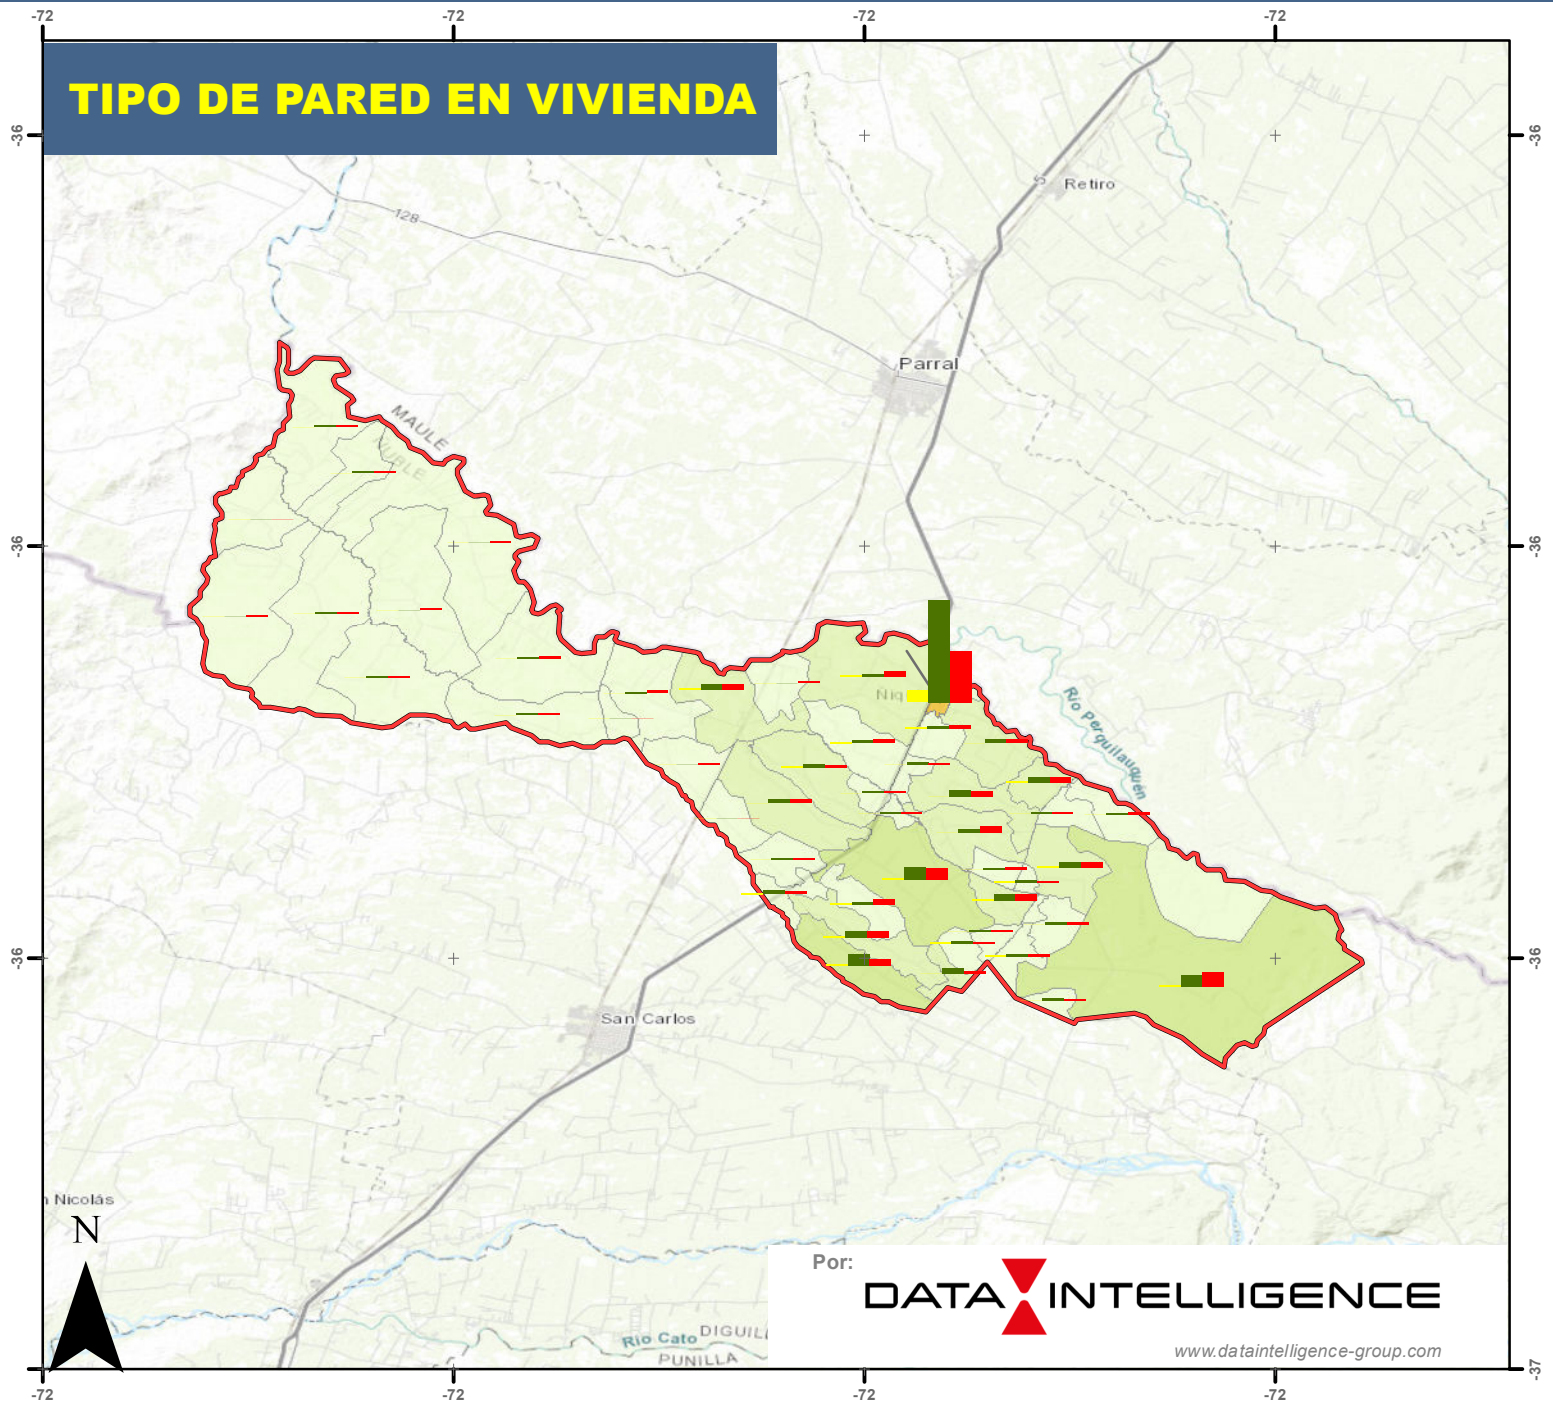 -72 -72 -72 -72
TIPO DE PARED EN VIVIENDA
-36 -36
128
S
Retiro
Parral
MAULE
ÑUBLE
-36 -36
Niq
Río Perquilauquén
-36 -36
San Carlos
n Nicolás
N
Por:
DATA INTELLIGENCE
www.dataintelligence-group.com
Río Cato
DIGUILL
PUNILLA
-37
-72 -72 -72 -72